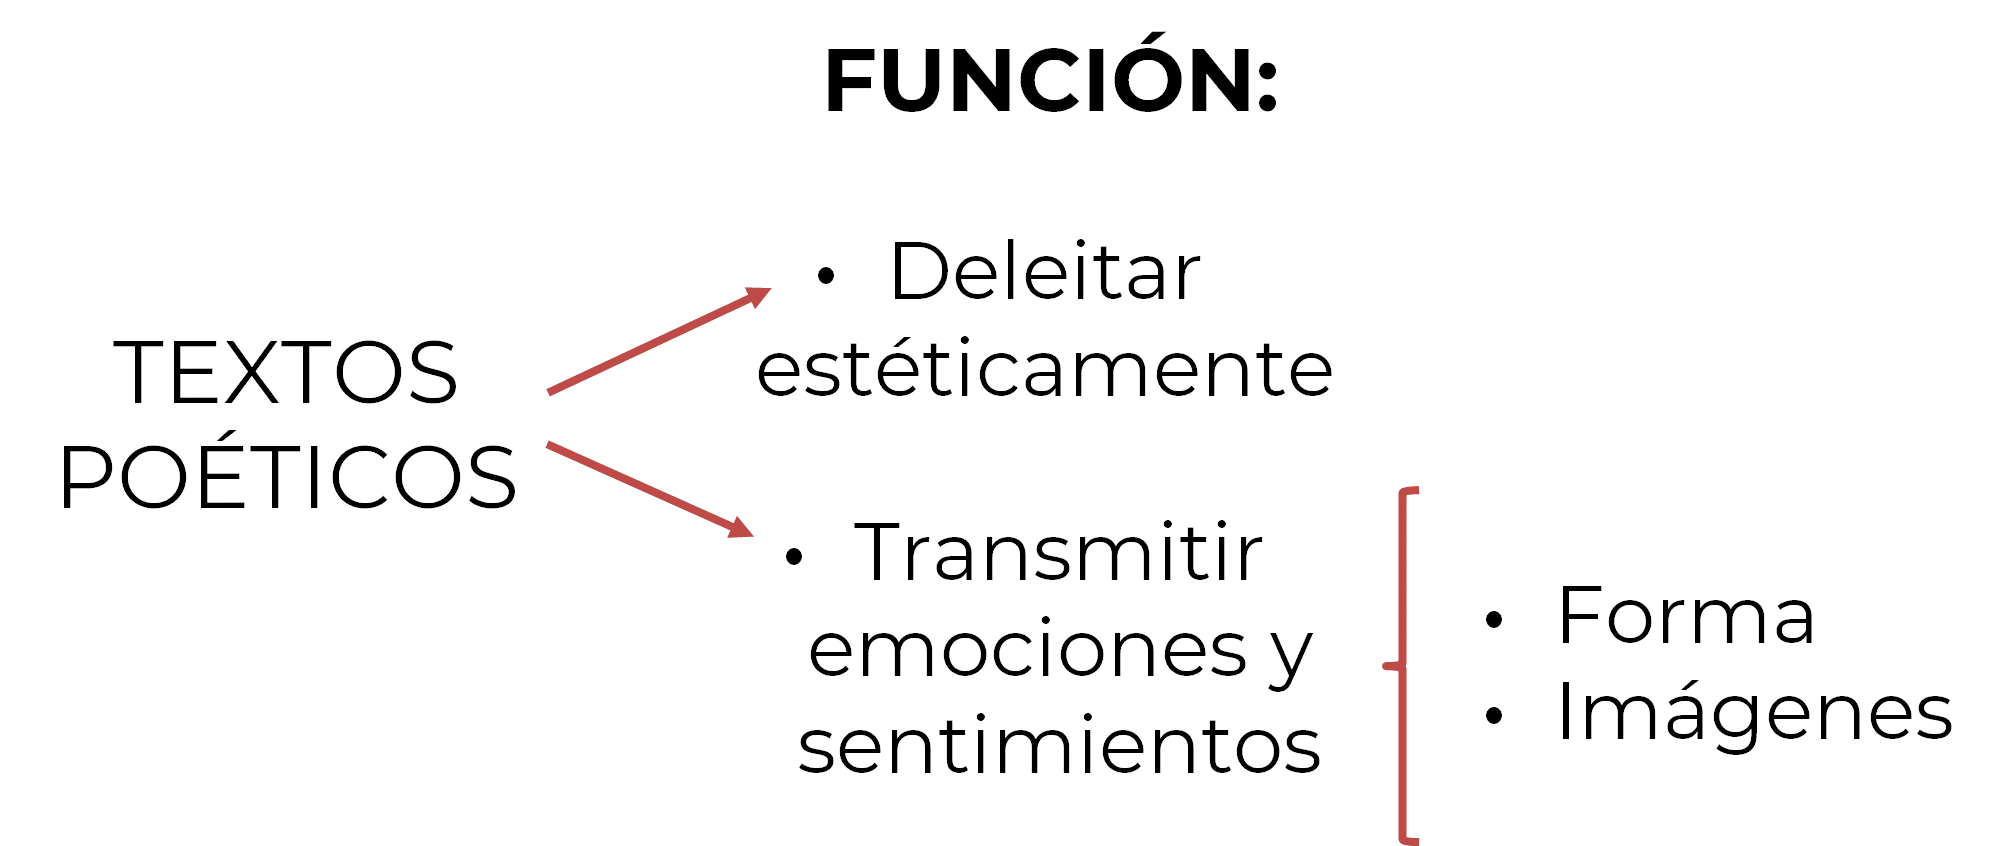 FUNCIÓN:
TEXTOS
POÉTICOS
• Deleitar
estéticamente
• Transmitir
emociones y
sentimientos
• Forma
• Imágenes